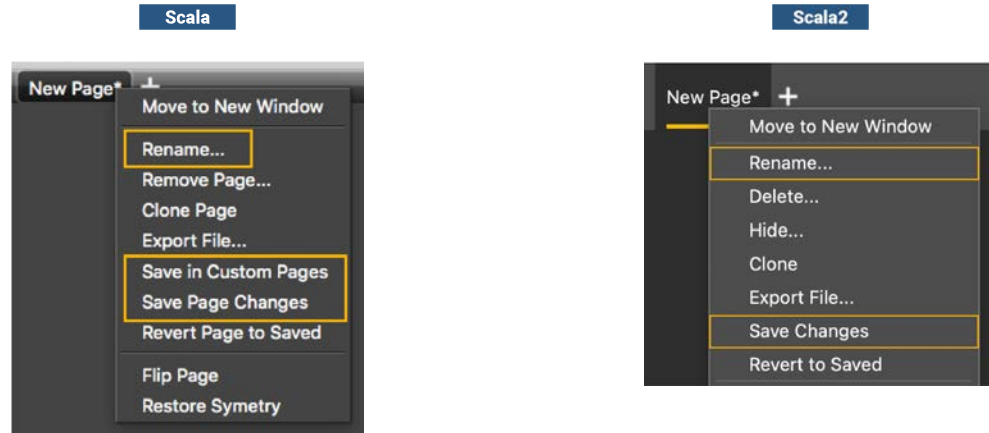 Scala
New Page* +
Move to New Window
Rename...
Remove Page...
Clone Page
Export File...
Save in Custom Pages
Save Page Changes
Revert Page to Saved
Flip Page
Restore Symetry
Scala2
New Page* +
Move to New Window
Rename...
Delete...
Hide...
Clone
Export File...
Save Changes
Revert to Saved